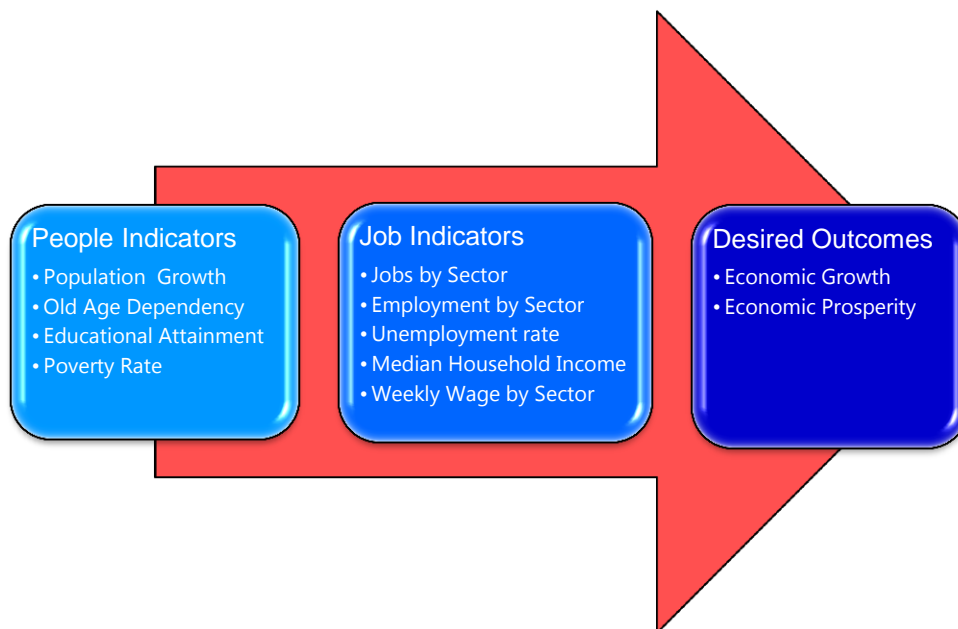 People Indicators
• Population  Growth
• Old Age Dependency
• Educational Attainment
• Poverty Rate
Job Indicators
• Jobs by Sector
• Employment by Sector
• Unemployment rate
• Median Household Income
• Weekly Wage by Sector
Desired Outcomes
• Economic Growth
• Economic Prosperity